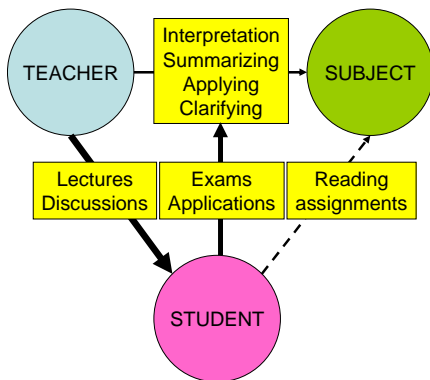 TEACHER
Interpretation
Summarizing
Applying
Clarifying
SUBJECT
Lectures
Discussions
Exams
Applications
Reading
assignments
STUDENT